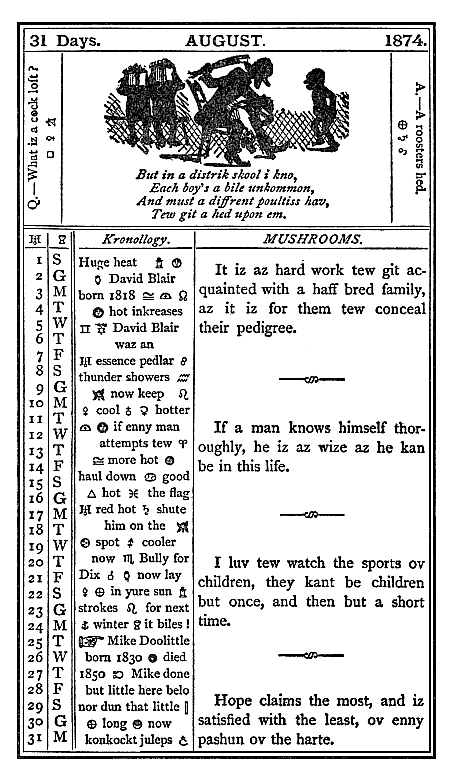 31 Days. AUGUST. 1874.
Q.—What iz a cock loft?
A.—A roosters hed.
But in a distrik skool i kno,
Each boy's a bile unkommon,
And must a diffrent poultiss hav,
Tew git a hed upon em.
Kronollogy.
1 S
2 G
3 M
4 T
5 W
6 T
7 F
8 S
9 G
10 M
11 T
12 W
13 T
14 F
15 S
16 G
17 M
18 T
19 W
20 T
21 F
22 S
23 G
24 M
25 T
26 W
27 T
28 F
29 S
30 G
31 M
Huge heat
David Blair
born 1818
hot inkreases
David Blair
waz an
essence pedlar
thunder showers
now keep
cool hotter
if enny man
attempts tew
more hot
haul down good
hot the flag
red hot shute
him on the
spot cooler
now Bully for
Dix now lay
in yure sun
strokes for next
winter it biles !
Mike Doolittle
born 1830 died
1850 Mike done
but little here belo
nor dun that little
long now
konkockt juleps
MUSHROOMS.
It iz az hard work tew git ac-
quainted with a haff bred family,
az it iz for them tew conceal
their pedigree.
If a man knows himself thor-
oughly, he iz az wize az he kan
be in this life.
I luv tew watch the sports ov
children, they kant be children
but once, and then but a short
time.
Hope claims the most, and iz
satisfied with the least, ov enny
pashun ov the harte.